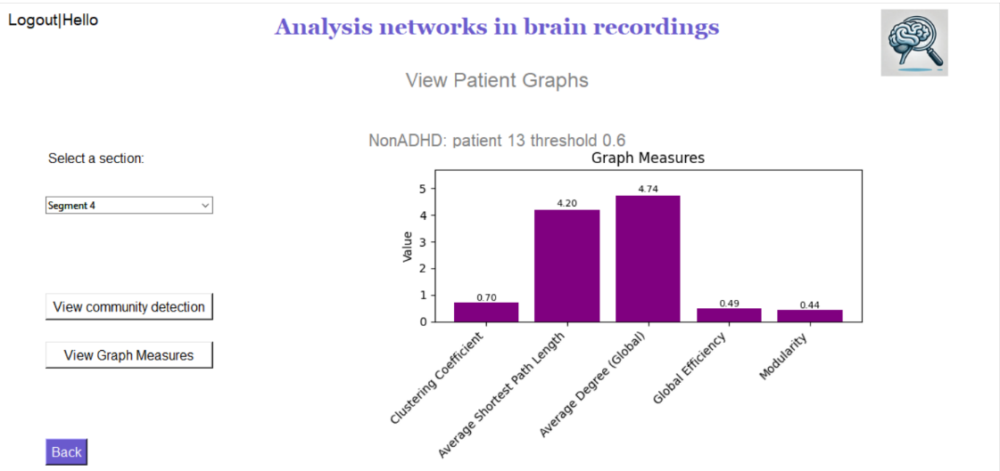 Logout|Hello
Analysis networks in brain recordings
View Patient Graphs
NonADHD: patient 13 threshold 0.6
Select a section:
Segment 4
View community detection
View Graph Measures
Back
Graph Measures
Value
5
4
3
2
1
0
0.70
4.20
4.74
0.49
0.44
Clustering Coefficient
Average Shortest Path Length
Average Degree (Global)
Global Efficiency
Modularity